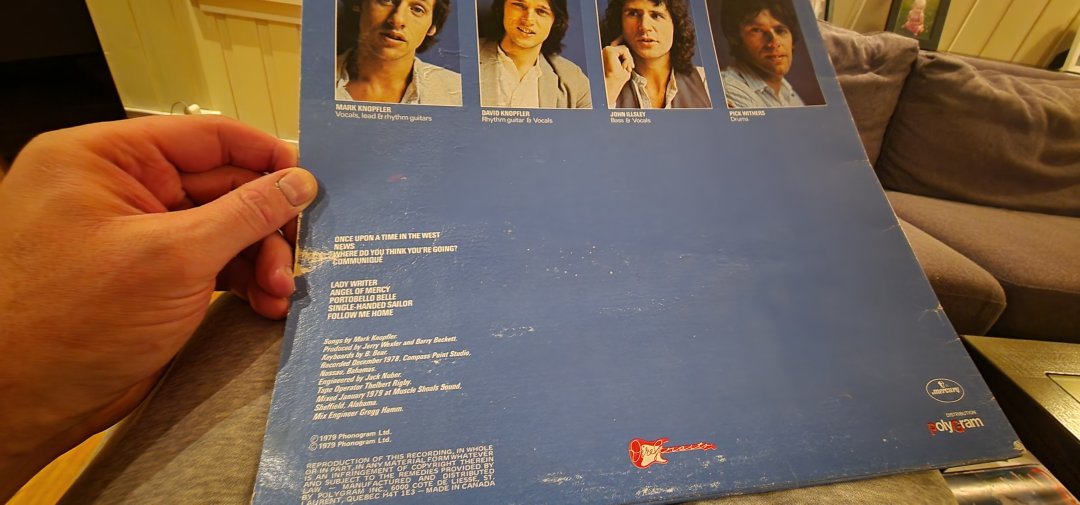 MARK KNOPFLER
Vocals, lead & rhythm guitars
DAVID KNOPFLER
Rhythm guitar & Vocals
JOHN ILLSLEY
Bass & Vocals
PICK WITHERS
Drums
ONCE UPON A TIME IN THE WEST
NEWS
WHERE DO YOU THINK YOU'RE GOING?
COMMUNIQUÉ
LADY WRITER
ANGEL OF MERCY
PORTOBELLO BELLE
SINGLE-HANDED SAILOR
FOLLOW ME HOME
Songs by Mark Knopfler.
Produced by Jerry Wexler and Barry Beckett.
Keyboards by B. Bear.
Recorded December 1978, Compass Point Studio,
Nassau, Bahamas.
Engineered by Jack Nuber.
Tape Operator Thelbert Rigby.
Mixed January 1979 at Muscle Shoals Sound,
Sheffield, Alabama.
Mix Engineer Gregg Hamm.
Ⓟ 1979 Phonogram Ltd.
© 1979 Phonogram Ltd.
REPRODUCTION OF THIS RECORDING, IN WHOLE
OR IN PART, IN ANY MATERIAL FORM WHATEVER
IS AN INFRINGEMENT OF COPYRIGHT THEREIN
AND SUBJECT TO THE REMEDIES PROVIDED BY
LAW — MANUFACTURED AND DISTRIBUTED
BY POLYGRAM INC., 6000 COTE DE LIESSE, ST.
LAURENT, QUEBEC H4T 1E3 — MADE IN CANADA
direStraits
mercury
DISTRIBUTION
polyGram